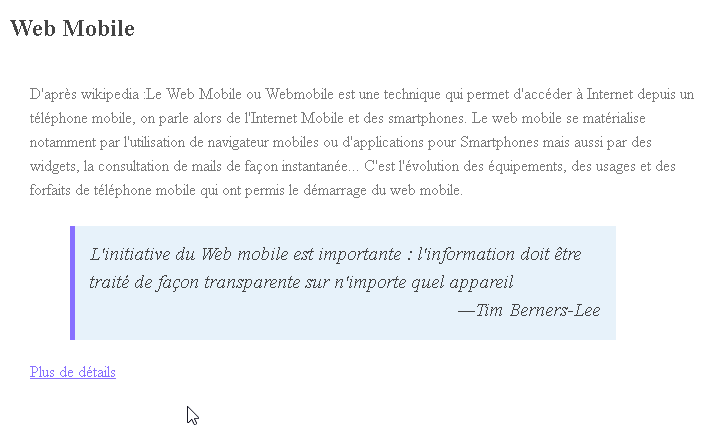 Web Mobile
D'après wikipedia :Le Web Mobile ou Webmobile est une technique qui permet d'accéder à Internet depuis un
téléphone mobile, on parle alors de l'Internet Mobile et des smartphones. Le web mobile se matérialise
notamment par l'utilisation de navigateur mobiles ou d'applications pour Smartphones mais aussi par des
widgets, la consultation de mails de façon instantanée... C'est l'évolution des équipements, des usages et des
forfaits de téléphone mobile qui ont permis le démarrage du web mobile.
L'initiative du Web mobile est importante : l'information doit être
traité de façon transparente sur n'importe quel appareil
—Tim Berners-Lee
Plus de détails